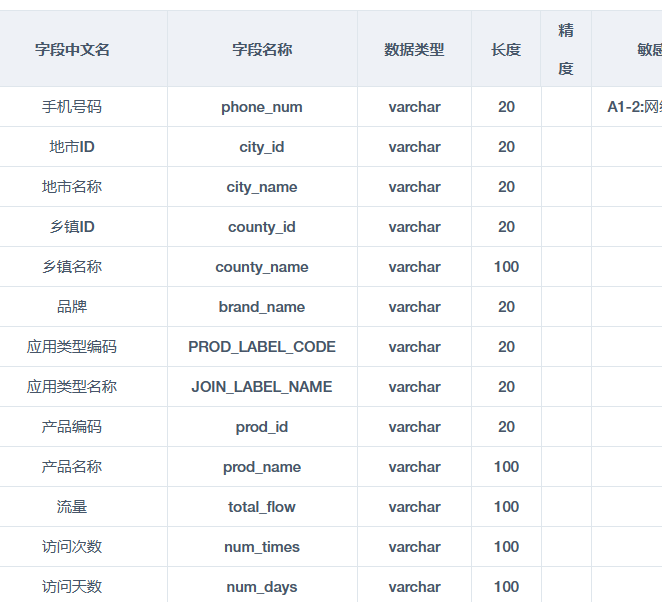 字段中文名 字段名称 数据类型 长度 精度 敏感
手机号码 phone_num varchar 20 A1-2:网
地市ID city_id varchar 20
地市名称 city_name varchar 20
乡镇ID county_id varchar 20
乡镇名称 county_name varchar 100
品牌 brand_name varchar 20
应用类型编码 PROD_LABEL_CODE varchar 20
应用类型名称 JOIN_LABEL_NAME varchar 20
产品编码 prod_id varchar 20
产品名称 prod_name varchar 100
流量 total_flow varchar 100
访问次数 num_times varchar 100
访问天数 num_days varchar 100